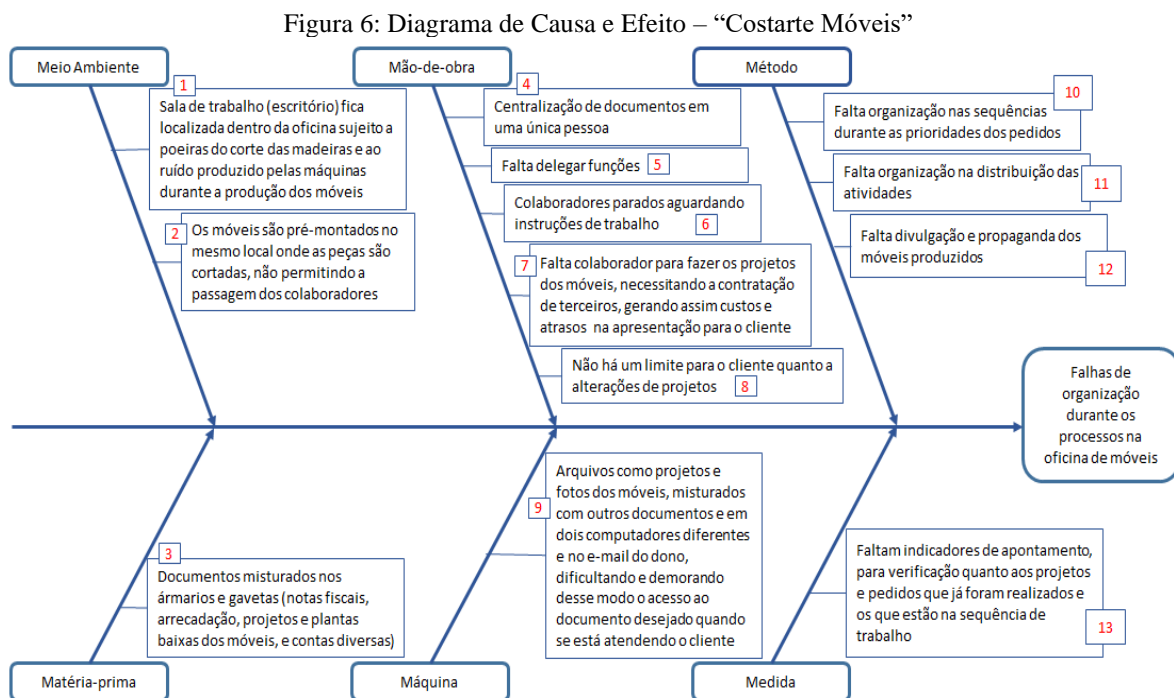 Figura 6: Diagrama de Causa e Efeito – “Costarte Móveis”
Meio Ambiente
1
Sala de trabalho (escritório) fica
localizada dentro da oficina sujeito a
poeiras do corte das madeiras e ao
ruído produzido pelas máquinas
durante a produção dos móveis
2
Os móveis são pré-montados no
mesmo local onde as peças são
cortadas, não permitindo a
passagem dos colaboradores
Mão-de-obra
4
Centralização de documentos em
uma única pessoa
Falta delegar funções 5
Colaboradores parados aguardando
instruções de trabalho 6
7
Falta colaborador para fazer os projetos
dos móveis, necessitando a contratação
de terceiros, gerando assim custos e
atrasos na apresentação para o cliente
Não há um limite para o cliente quanto a
alterações de projetos 8
Método
10
Falta organização nas sequências
durante as prioridades dos pedidos
Falta organização na distribuição das
atividades 11
Falta divulgação e propaganda dos
móveis produzidos 12
Falhas de
organização
durante os
processos na
oficina de móveis
3
Documentos misturados nos
ármarios e gavetas (notas fiscais,
arrecadação, projetos e plantas
baixas dos móveis, e contas diversas)
Matéria-prima
9
Arquivos como projetos e
fotos dos móveis, misturados
com outros documentos e em
dois computadores diferentes
e no e-mail do dono,
dificultando e demorando
desse modo o acesso ao
documento desejado quando
se está atendendo o cliente
Máquina
Faltam indicadores de apontamento,
para verificação quanto aos projetos
e pedidos que já foram realizados e
os que estão na sequência de
trabalho 13
Medida